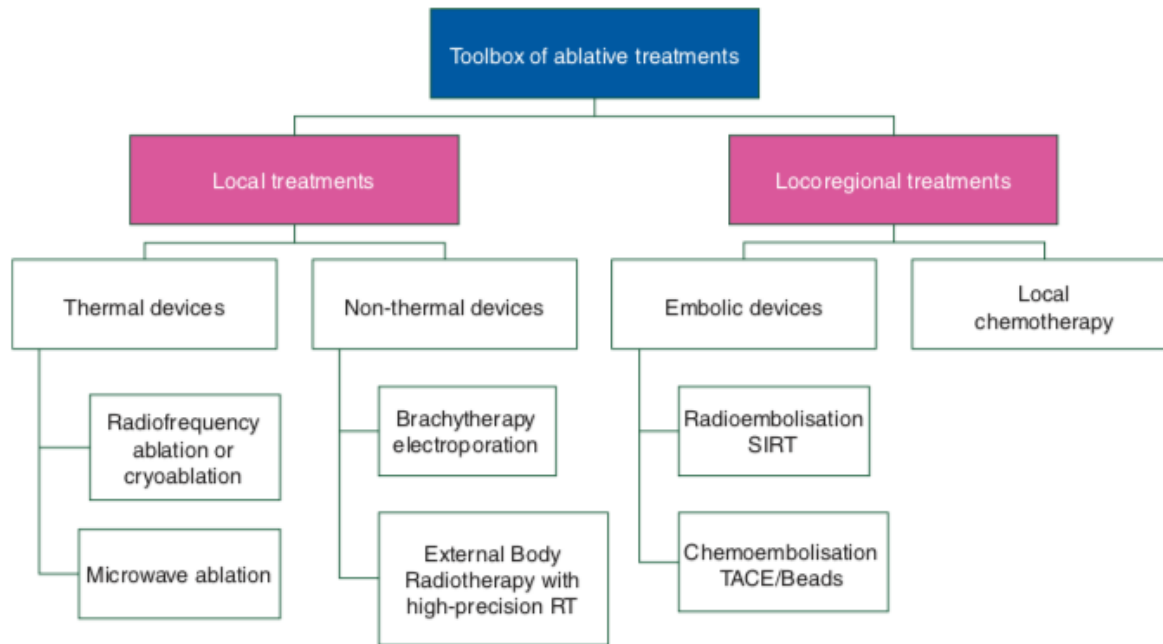 Toolbox of ablative treatments
Local treatments
Locoregional treatments
Thermal devices
Non-thermal devices
Embolic devices
Local
chemotherapy
Radiofrequency
ablation or
cryoablation
Brachytherapy
electroporation
Radioembolisation
SIRT
Microwave ablation
External Body
Radiotherapy with
high-precision RT
Chemoembolisation
TACE/Beads